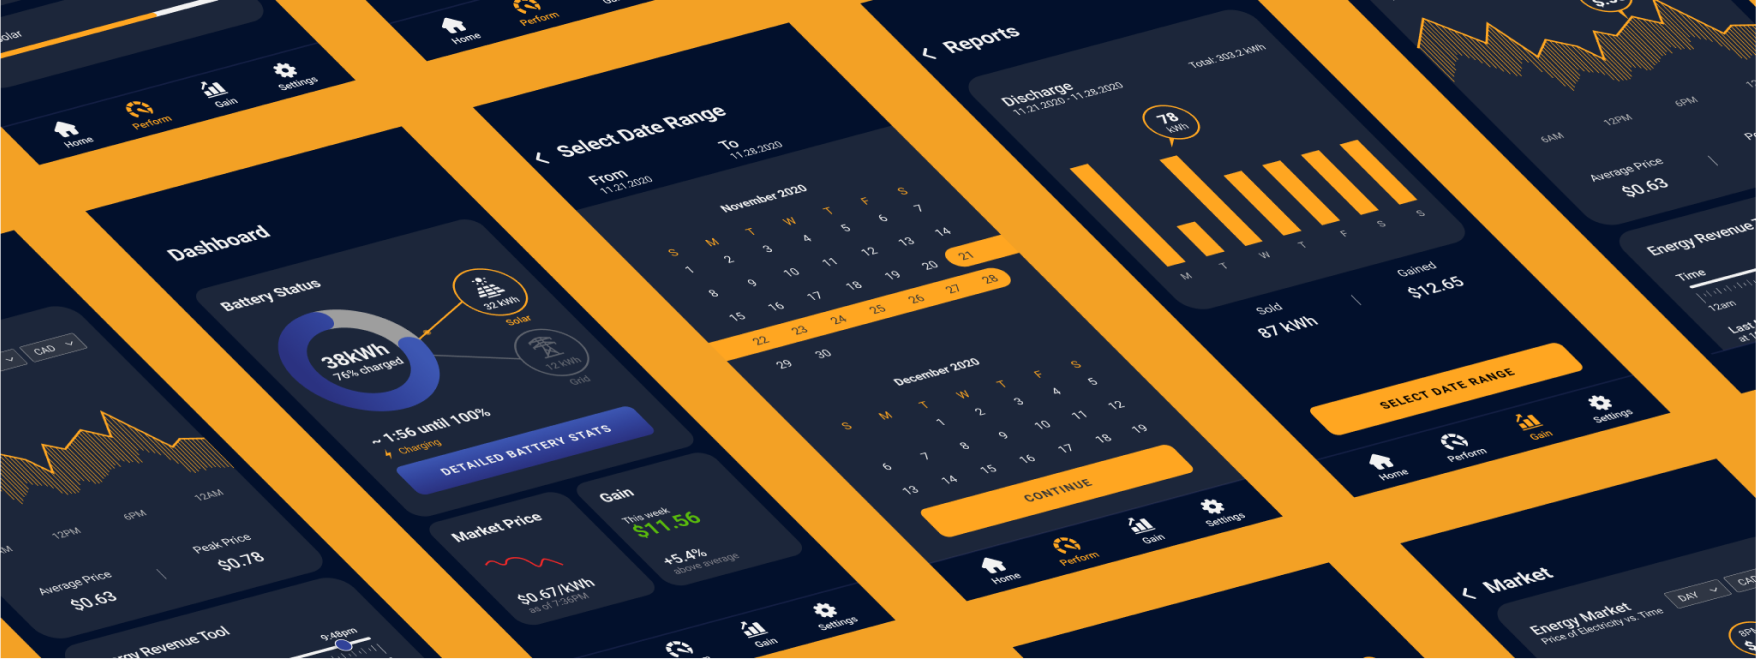 Solar
Home
Perform
Gain
Settings
Home
Perform
CAD
12PM
6PM
12AM
Average Price
$0.63
Peak Price
$0.78
Energy Revenue Tool
9:48pm
Dashboard
Battery Status
38kWh
76% charged
32 kWh
Solar
12 kWh
Grid
~ 1:56 until 100%
Charging
DETAILED BATTERY STATS
Market Price
$0.67/kWh
as of 7:36PM
Gain
This week
$11.56
+5.4%
above average
Gain
Settings
Select Date Range
From
11.21.2020
To
11.28.2020
November 2020
S M T W T F S
1 2 3 4 5 6 7
8 9 10 11 12 13 14
15 16 17 18 19 20 21
22 23 24 25 26 27 28
29 30
December 2020
S M T W T F S
1 2 3 4 5
6 7 8 9 10 11 12
13 14 15 16 17 18 19
CONTINUE
Home
Perform
Gain
Settings
Reports
Discharge
11.21.2020 - 11.28.2020
Total: 303.2 kWh
78
kWh
M T W T F S S
Sold
87 kWh
Gained
$12.65
SELECT DATE RANGE
Home
Perform
Gain
Settings
6AM
12PM
6PM
Average Price
$0.63
Energy Revenue
Time
12am
Market
Energy Market
Price of Electricity vs. Time
DAY
8PM